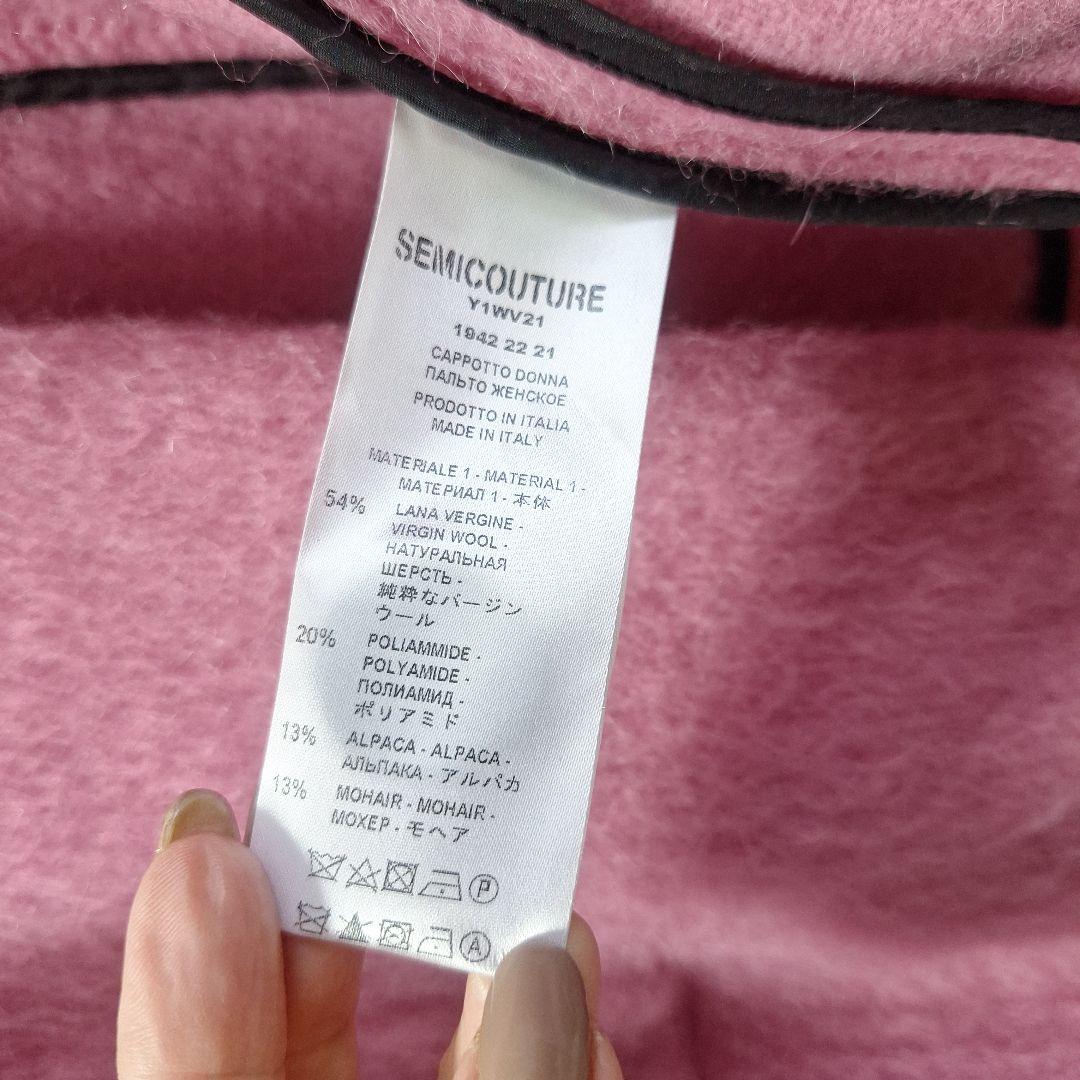 SEMICOUTURE
Y1WV21
1942 22 21
CAPPOTTO DONNA
ПАЛЬТО ЖЕНСКОЕ
PRODOTTO IN ITALIA
MADE IN ITALY
MATERIALE 1 - MATERIAL 1 -
МАТЕРИАЛ 1 - 本体
54% LANA VERGINE -
VIRGIN WOOL -
НАТУРАЛЬНАЯ
ШЕРСТЬ -
純粋なバージン
ウール
20% POLIAMMIDE -
POLYAMIDE -
ПОЛИАМИД -
ポリアミド
13% ALPACA - ALPACA -
АЛЬПАКА - アルパカ
13% MOHAIR - MOHAIR -
МОХЕР - モヘア
P
A